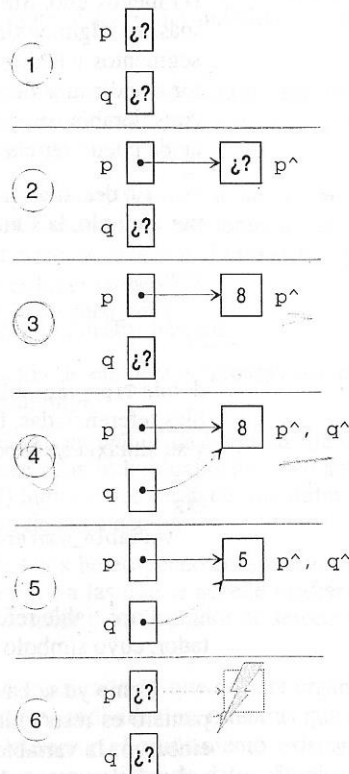 p ¿?
1
q ¿?
p ¿? p^
2
q ¿?
p 8 p^
3
q ¿?
p 8 p^, q^
4
q
p 5 p^ q^
5
q
p ¿?
6
q ¿?